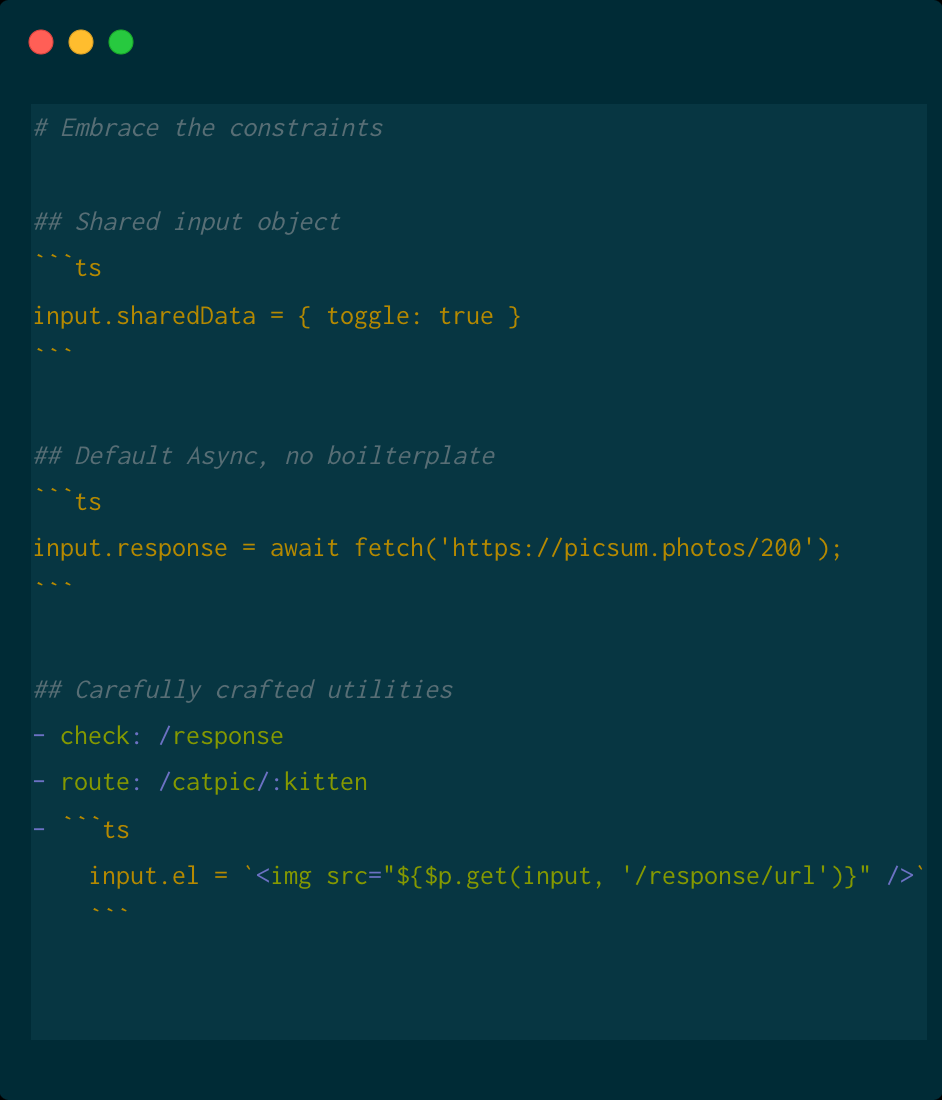 # Embrace the constraints
## Shared input object
```ts
input.sharedData = { toggle: true }
```
## Default Async, no boilterplate
```ts
input.response = await fetch('https://picsum.photos/200');
```
## Carefully crafted utilities
- check: /response
- route: /catpic/:kitten
- ```ts
    input.el = `<img src="${$p.get(input, '/response/url')}" />`
    ```